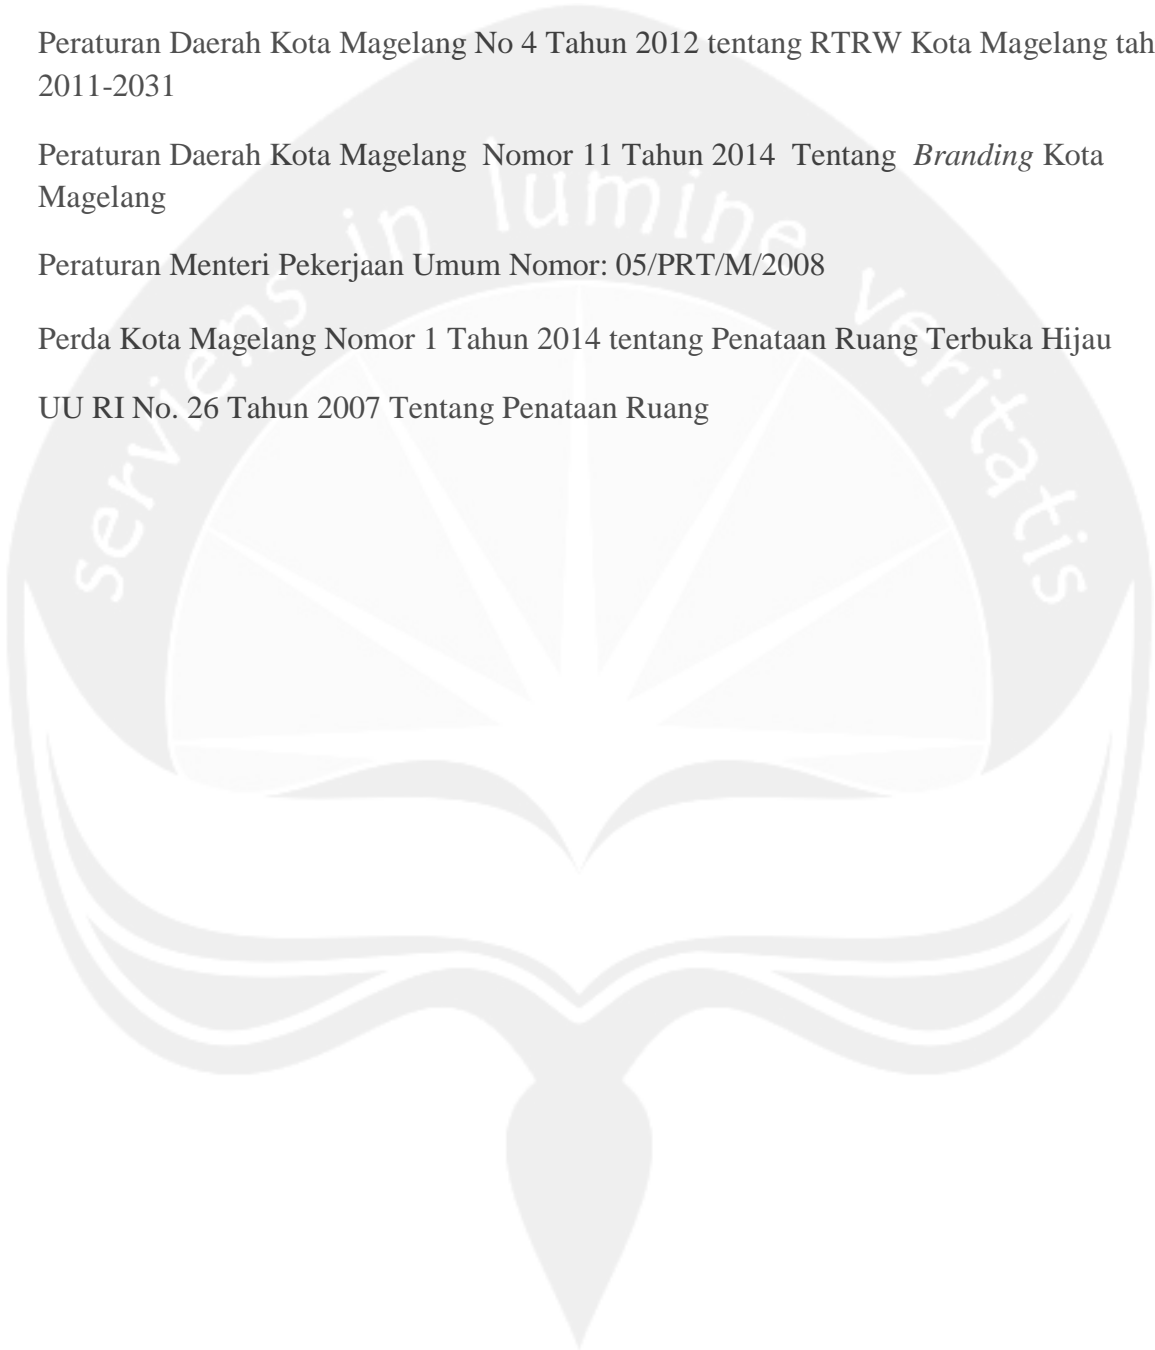 Peraturan Daerah Kota Magelang No 4 Tahun 2012 tentang RTRW Kota Magelang tah
2011-2031
Peraturan Daerah Kota Magelang Nomor 11 Tahun 2014 Tentang Branding Kota
Magelang
Peraturan Menteri Pekerjaan Umum Nomor: 05/PRT/M/2008
Perda Kota Magelang Nomor 1 Tahun 2014 tentang Penataan Ruang Terbuka Hijau
UU RI No. 26 Tahun 2007 Tentang Penataan Ruang
serviens in lumine veritatis